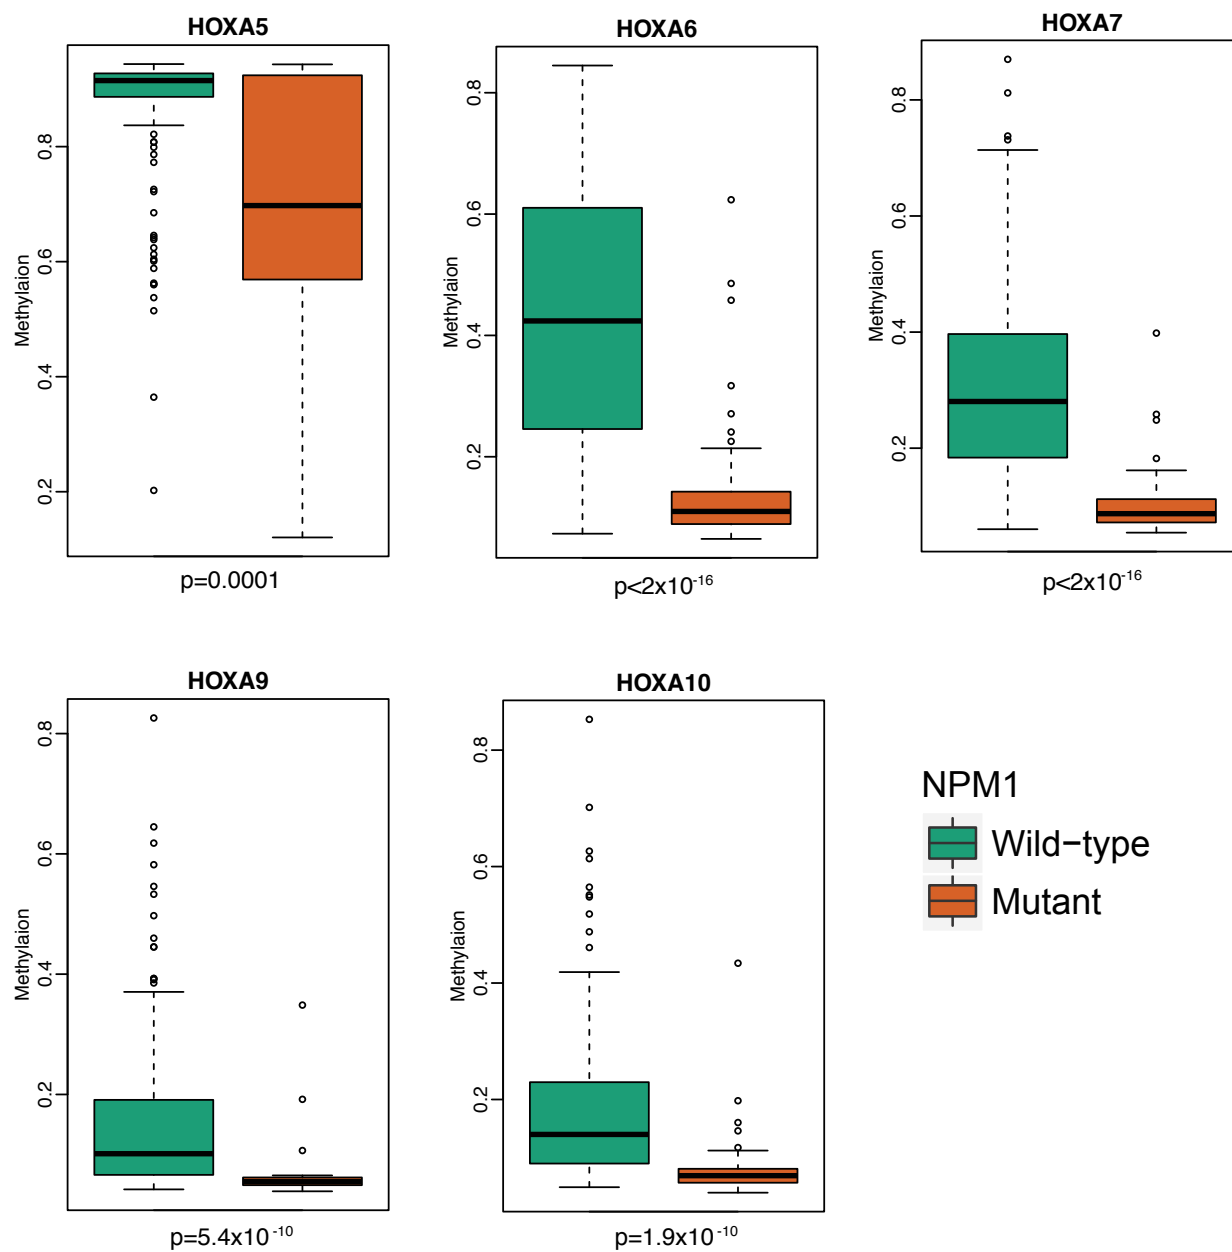 HOXA5
HOXA6
HOXA7
Methylaion
0.2 0.4 0.6 0.8
Methylaion
0.2 0.4 0.6 0.8
Methylaion
0.2 0.4 0.6 0.8
p=0.0001
p<2x10-16
p<2x10-16
HOXA9
HOXA10
Methylaion
0.2 0.4 0.6 0.8
Methylaion
0.2 0.4 0.6 0.8
NPM1
Wild−type
Mutant
p=5.4x10 -10
p=1.9x10 -10